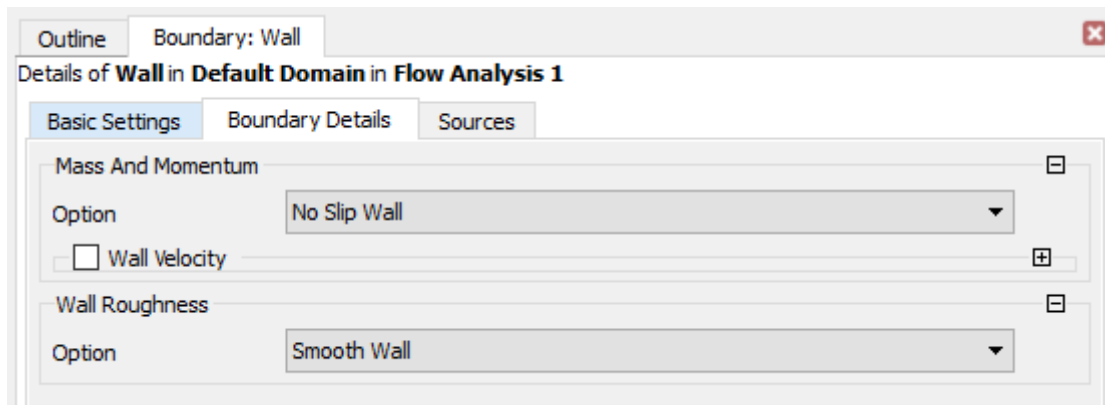 Outline Boundary: Wall
Details of Wall in Default Domain in Flow Analysis 1
Basic Settings Boundary Details Sources
Mass And Momentum
Option No Slip Wall
Wall Velocity
Wall Roughness
Option Smooth Wall